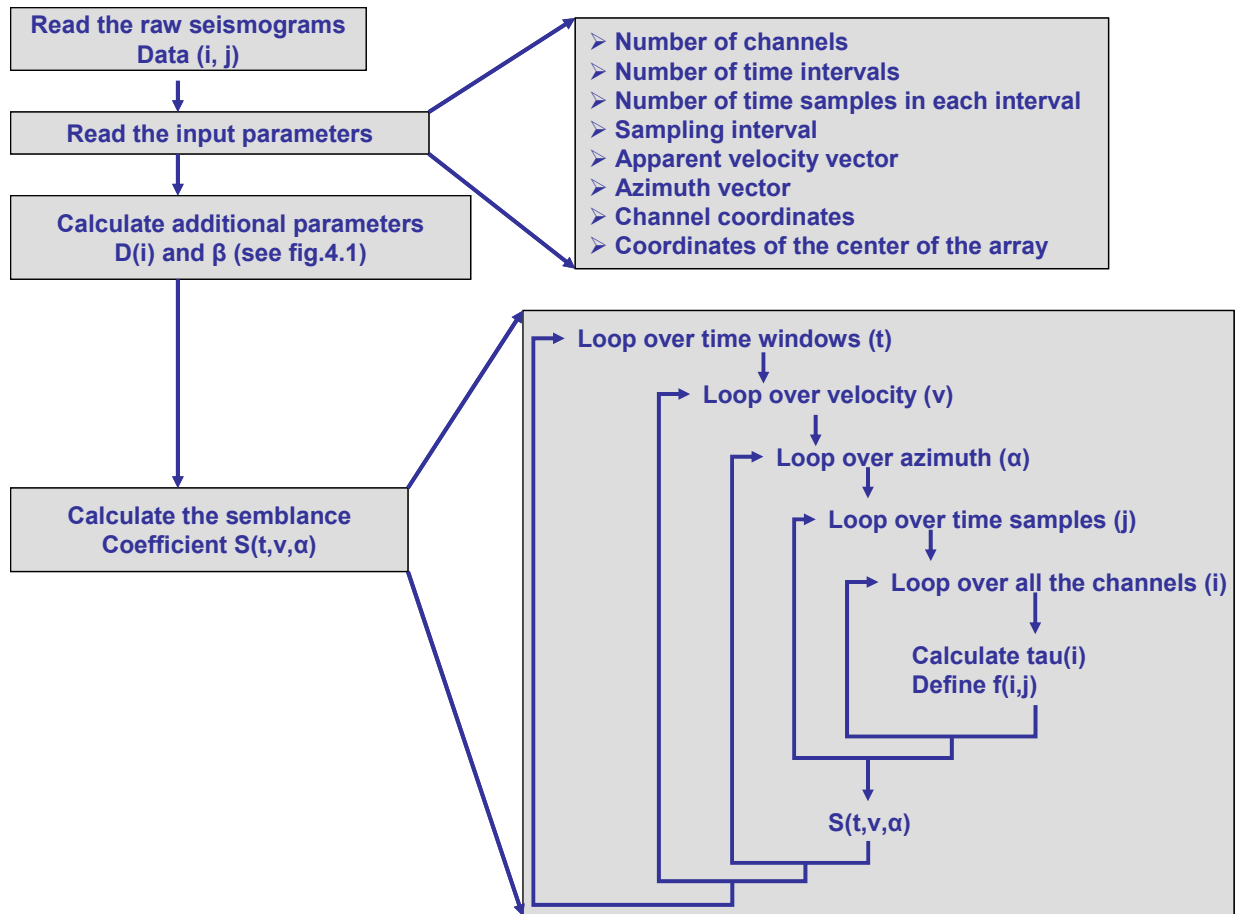 Read the raw seismograms
Data (i, j)
Read the input parameters
Calculate additional parameters
D(i) and β (see fig.4.1)
Calculate the semblance
Coefficient S(t,v,α)
➢ Number of channels
➢ Number of time intervals
➢ Number of time samples in each interval
➢ Sampling interval
➢ Apparent velocity vector
➢ Azimuth vector
➢ Channel coordinates
➢ Coordinates of the center of the array
Loop over time windows (t)
Loop over velocity (v)
Loop over azimuth (α)
Loop over time samples (j)
Loop over all the channels (i)
Calculate tau(i)
Define f(i,j)
S(t,v,α)